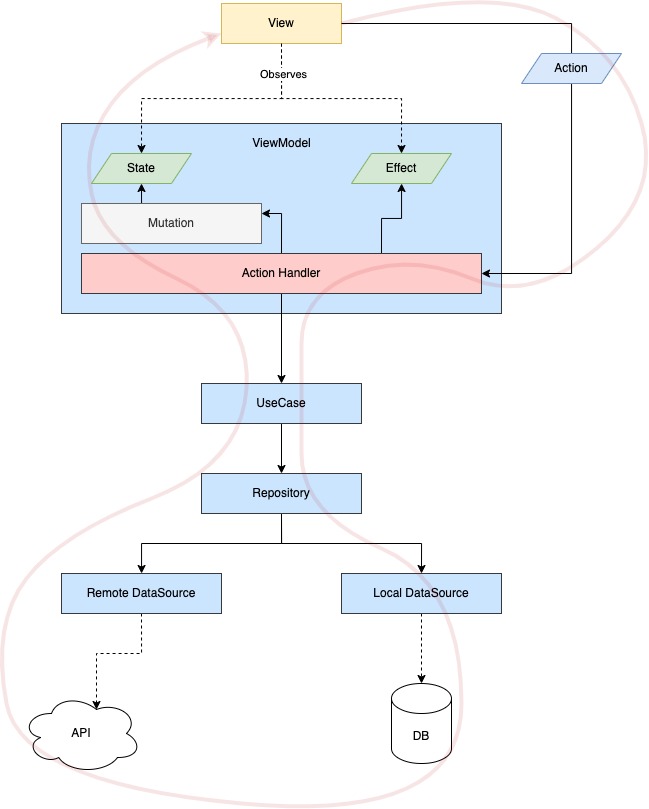 View
Action
Observes
ViewModel
State
Effect
Mutation
Action Handler
UseCase
Repository
Remote DataSource
Local DataSource
API
DB